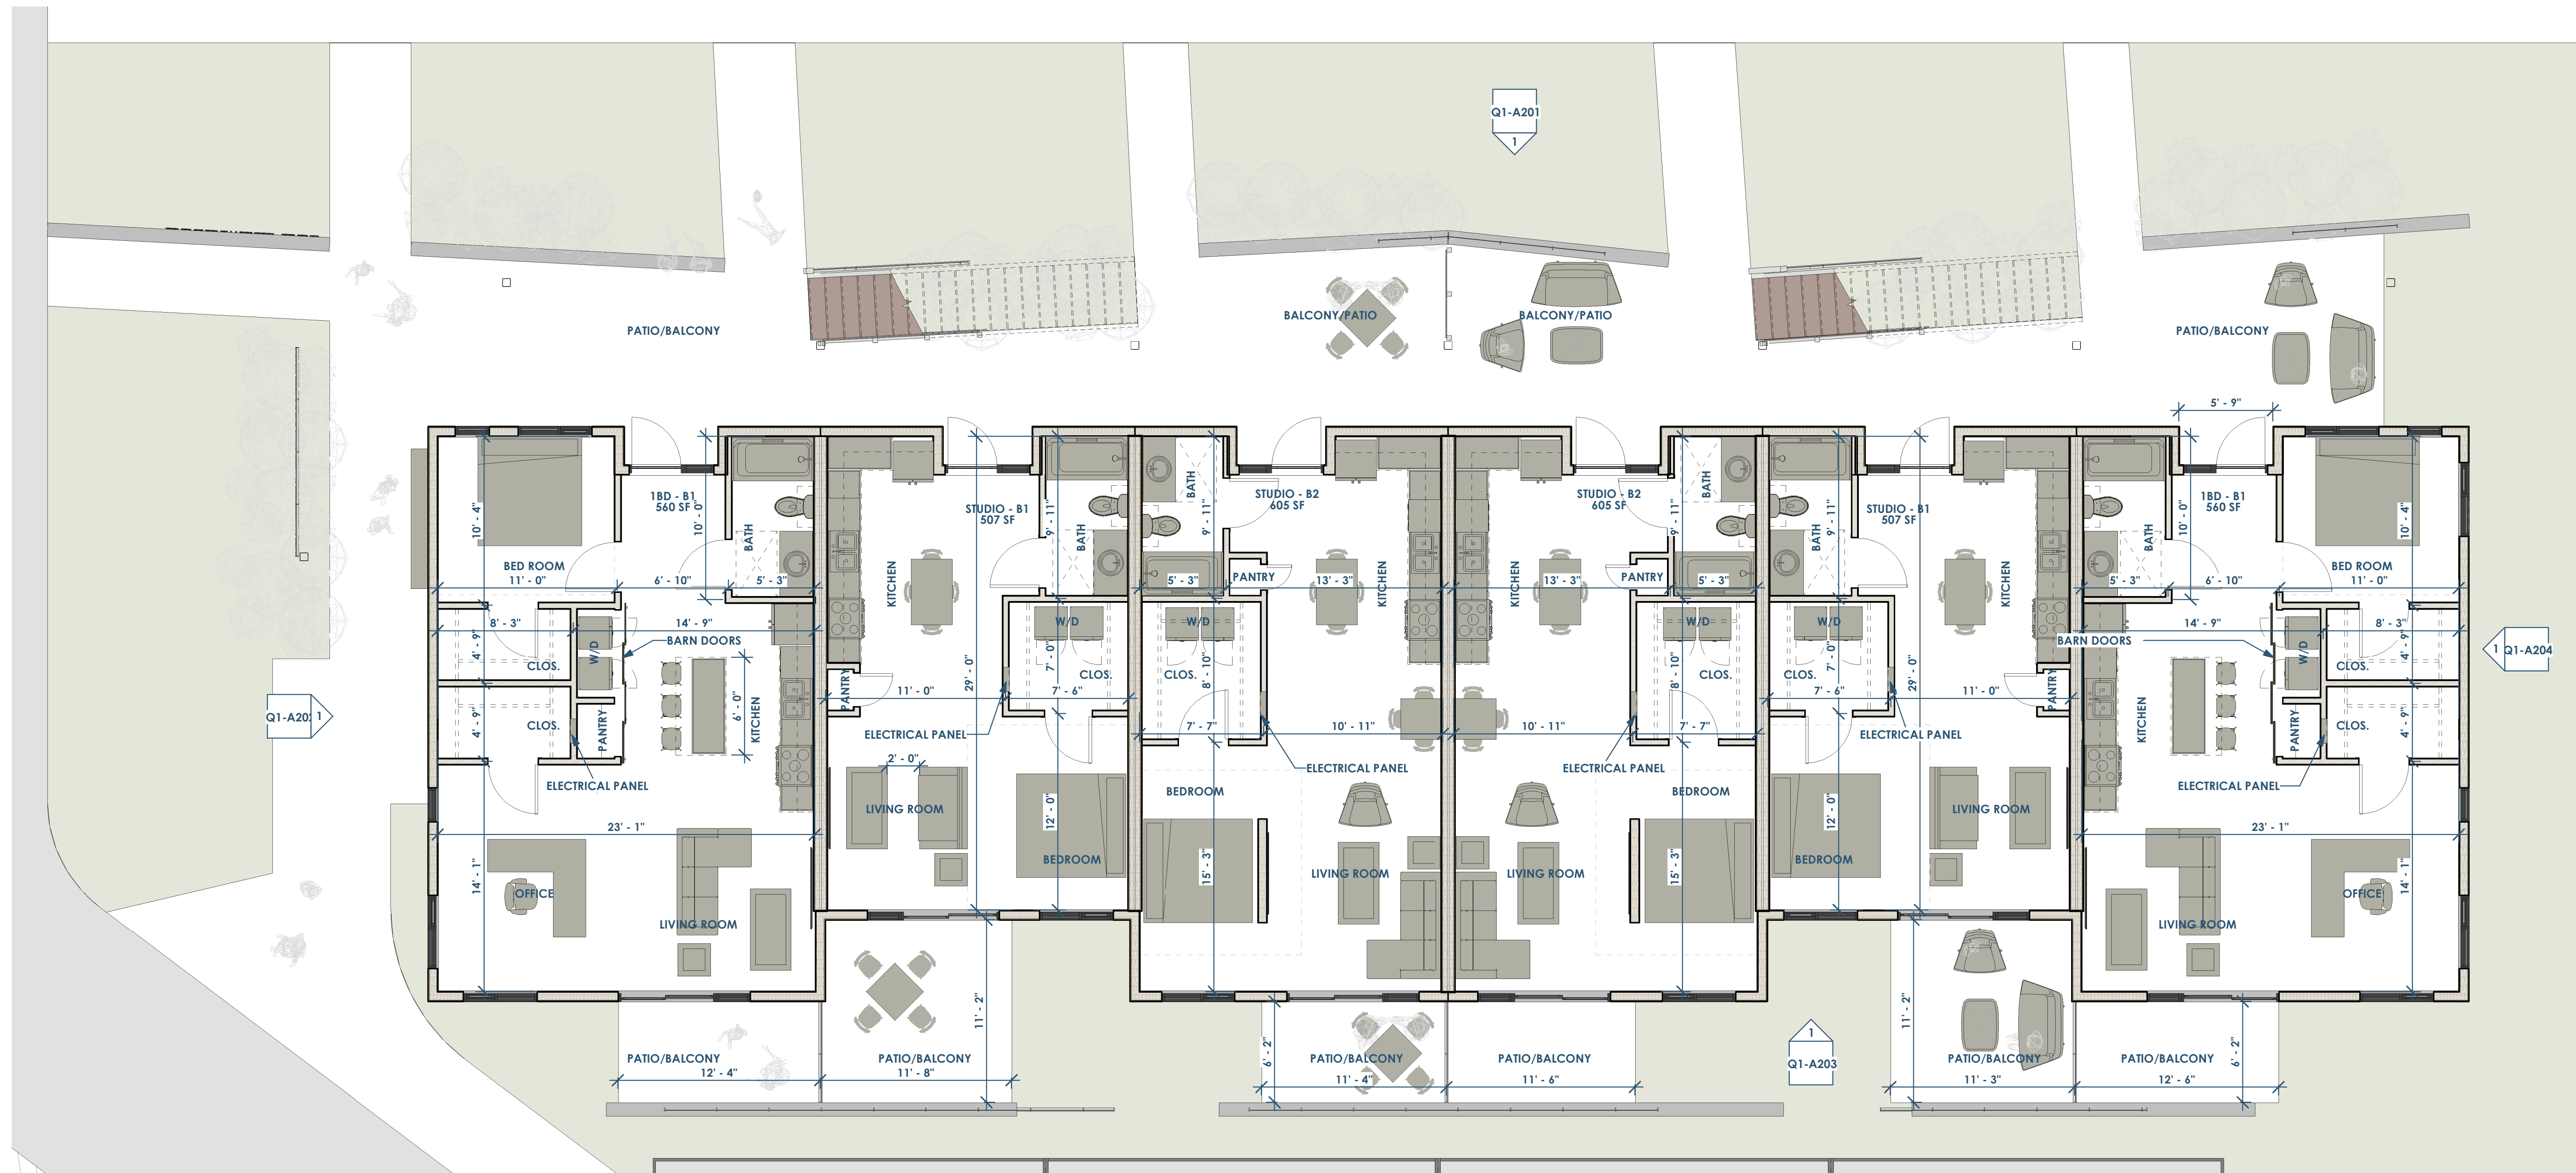 Q1-A201
1
PATIO/BALCONY
BALCONY/PATIO
BALCONY/PATIO
PATIO/BALCONY
5' - 9"
1BD - B1
560 SF
10' - 4"
10' - 0"
BATH
BED ROOM
11' - 0"
6' - 10"
5' - 3"
8' - 3"
14' - 9"
BARN DOORS
W/D
4' - 9"
CLOS.
4' - 9"
CLOS.
PANTRY
6' - 0"
KITCHEN
ELECTRICAL PANEL
23' - 1"
14' - 1"
OFFICE
LIVING ROOM
STUDIO - B1
507 SF
KITCHEN
9' - 11"
BATH
W/D
7' - 0"
CLOS.
29' - 0"
PANTRY
11' - 0"
7' - 6"
ELECTRICAL PANEL
2' - 0"
LIVING ROOM
12' - 0"
BEDROOM
STUDIO - B2
605 SF
BATH
9' - 11"
5' - 3"
PANTRY
13' - 3"
KITCHEN
W/D
8' - 10"
CLOS.
7' - 7"
10' - 11"
ELECTRICAL PANEL
BEDROOM
15' - 3"
LIVING ROOM
STUDIO - B2
605 SF
BATH
9' - 11"
KITCHEN
13' - 3"
PANTRY
5' - 3"
W/D
8' - 10"
CLOS.
10' - 11"
7' - 7"
ELECTRICAL PANEL
BEDROOM
15' - 3"
LIVING ROOM
STUDIO - B1
507 SF
9' - 11"
BATH
KITCHEN
W/D
7' - 0"
CLOS.
29' - 0"
7' - 6"
11' - 0"
PANTRY
ELECTRICAL PANEL
12' - 0"
BEDROOM
LIVING ROOM
1BD - B1
560 SF
10' - 0"
10' - 4"
BATH
BED ROOM
5' - 3"
6' - 10"
11' - 0"
14' - 9"
8' - 3"
BARN DOORS
W/D
4' - 9"
CLOS.
KITCHEN
PANTRY
CLOS.
4' - 9"
ELECTRICAL PANEL
23' - 1"
14' - 1"
OFFICE
LIVING ROOM
1
Q1-A204
Q1-A202
1
PATIO/BALCONY
12' - 4"
PATIO/BALCONY
11' - 8"
11' - 2"
6' - 2"
PATIO/BALCONY
11' - 4"
PATIO/BALCONY
11' - 6"
1
Q1-A203
11' - 2"
PATIO/BALCONY
11' - 3"
PATIO/BALCONY
12' - 6"
6' - 2"